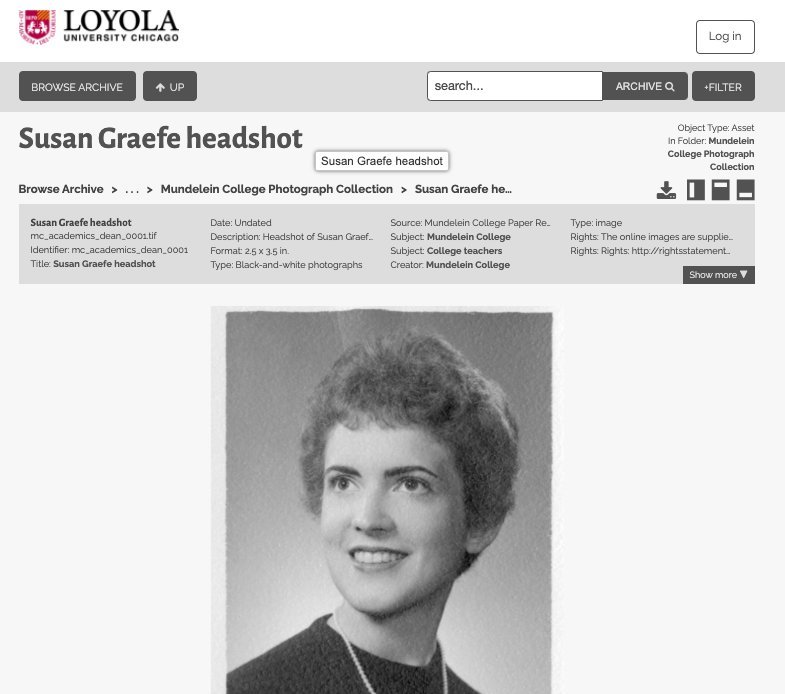 LOYOLA
UNIVERSITY CHICAGO
Log in
BROWSE ARCHIVE
UP
search...
ARCHIVE
+FILTER
Susan Graefe headshot
Susan Graefe headshot
Object Type: Asset
In Folder: Mundelein
College Photograph
Collection
Browse Archive > ... > Mundelein College Photograph Collection > Susan Graefe he...
Susan Graefe headshot
mc_academics_dean_0001.tif
Identifier: mc_academics_dean_0001
Title: Susan Graefe headshot
Date: Undated
Description: Headshot of Susan Graef...
Format: 2.5 x 3.5 in.
Type: Black-and-white photographs
Source: Mundelein College Paper Re...
Subject: Mundelein College
Subject: College teachers
Creator: Mundelein College
Type: image
Rights: The online images are supplie...
Rights: Rights: http://rightsstatement...
Show more ▼